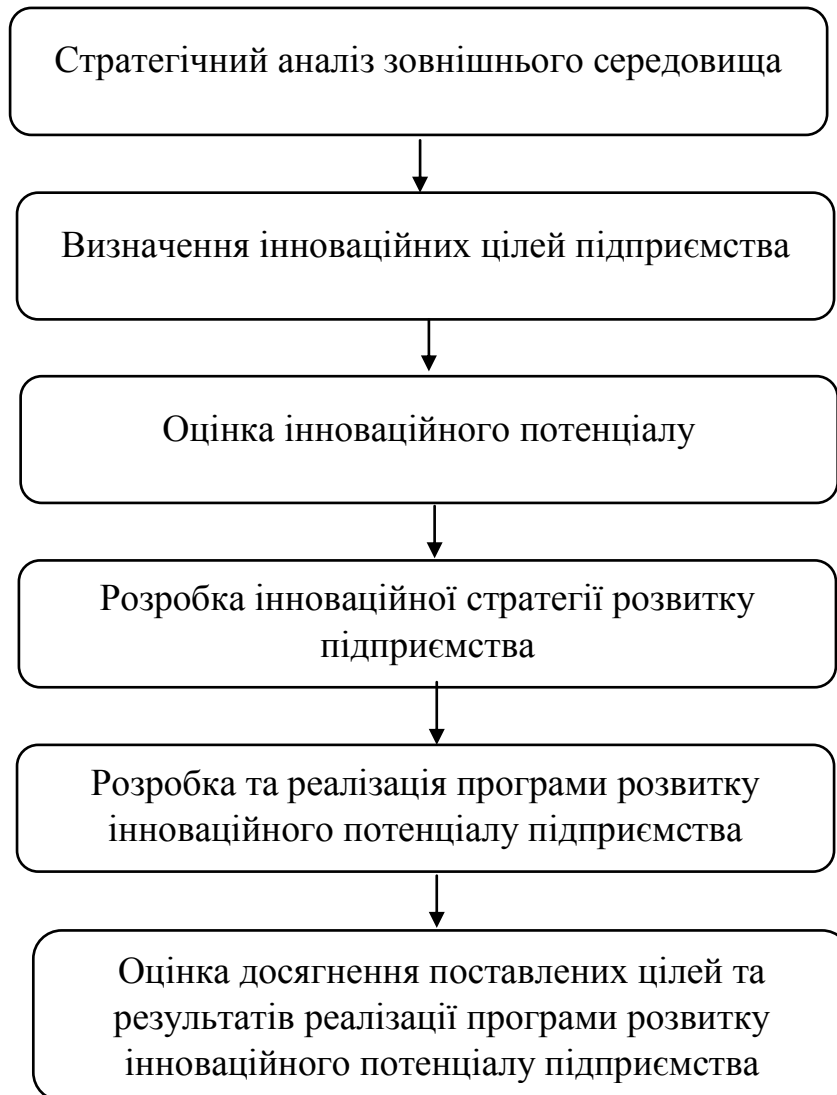 Стратегічний аналіз зовнішнього середовища
Визначення інноваційних цілей підприємства
Оцінка інноваційного потенціалу
Розробка інноваційної стратегії розвитку
підприємства
Розробка та реалізація програми розвитку
інноваційного потенціалу підприємства
Оцінка досягнення поставлених цілей та
результатів реалізації програми розвитку
інноваційного потенціалу підприємства